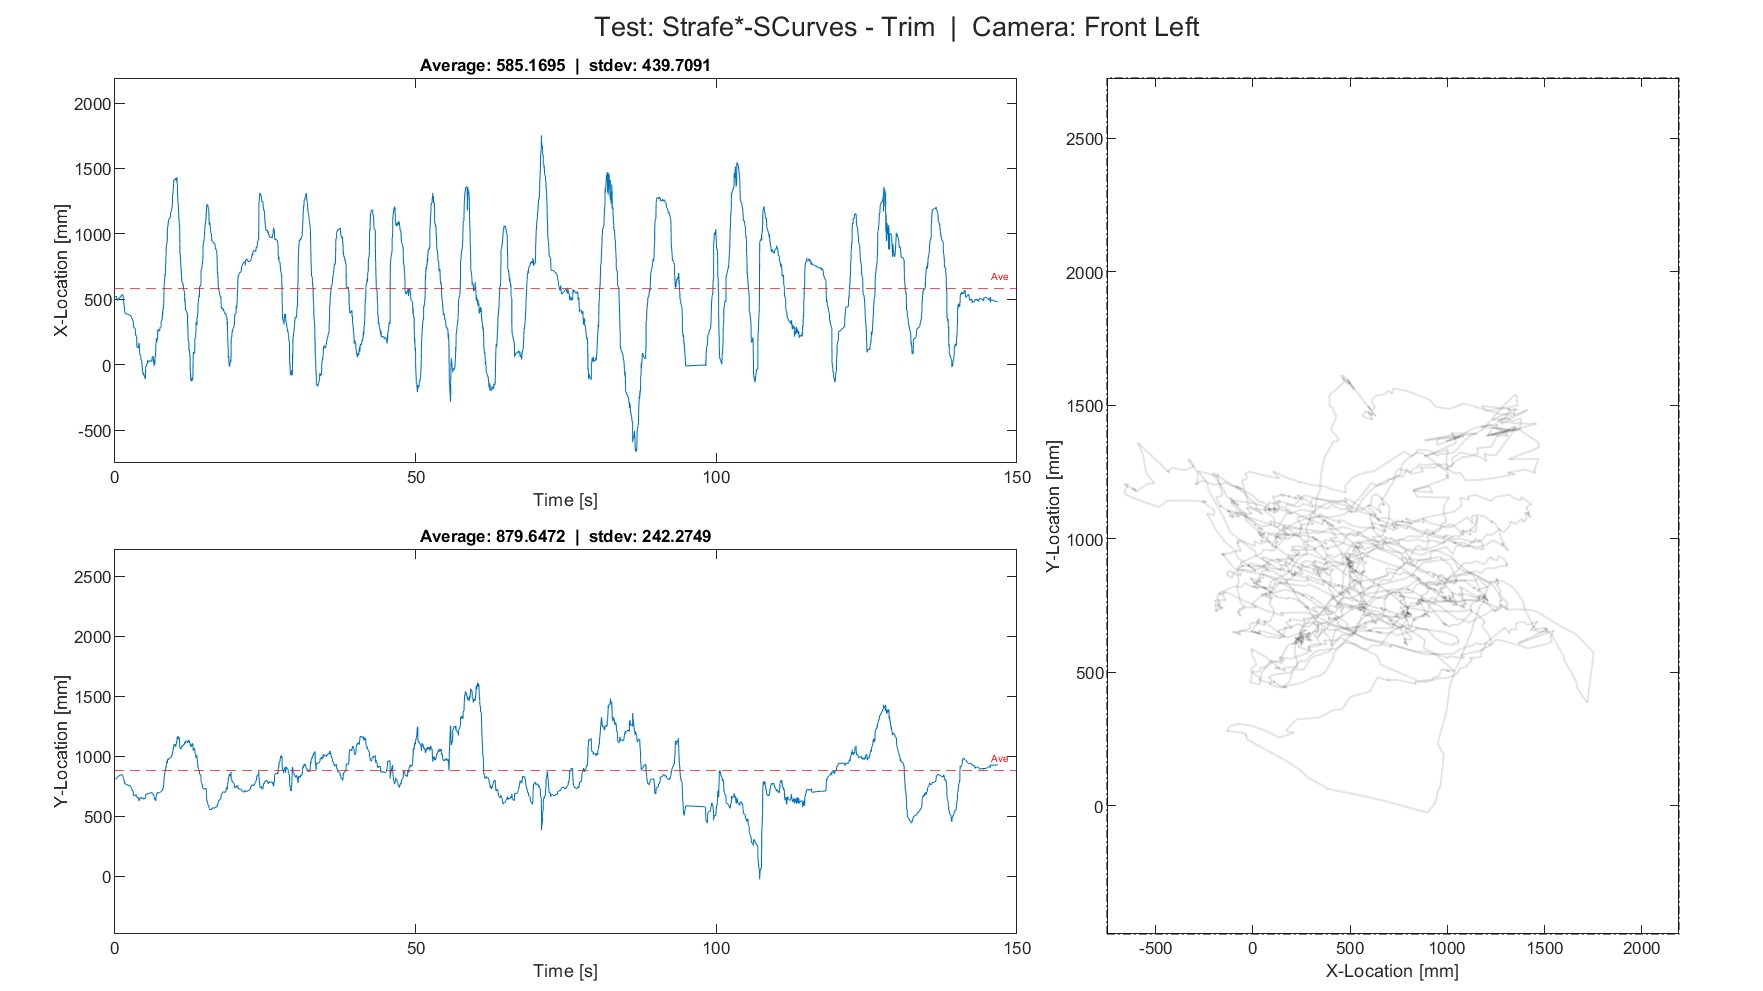 Test: Strafe*-SCurves - Trim | Camera: Front Left
Average: 585.1695 | stdev: 439.7091
2000
1500
1000
500
0
-500
X-Location [mm]
Ave
0 50 100 150
Time [s]
Average: 879.6472 | stdev: 242.2749
2500
2000
1500
1000
500
0
Y-Location [mm]
Ave
0 50 100 150
Time [s]
2500
2000
1500
1000
500
0
Y-Location [mm]
-500 0 500 1000 1500 2000
X-Location [mm]